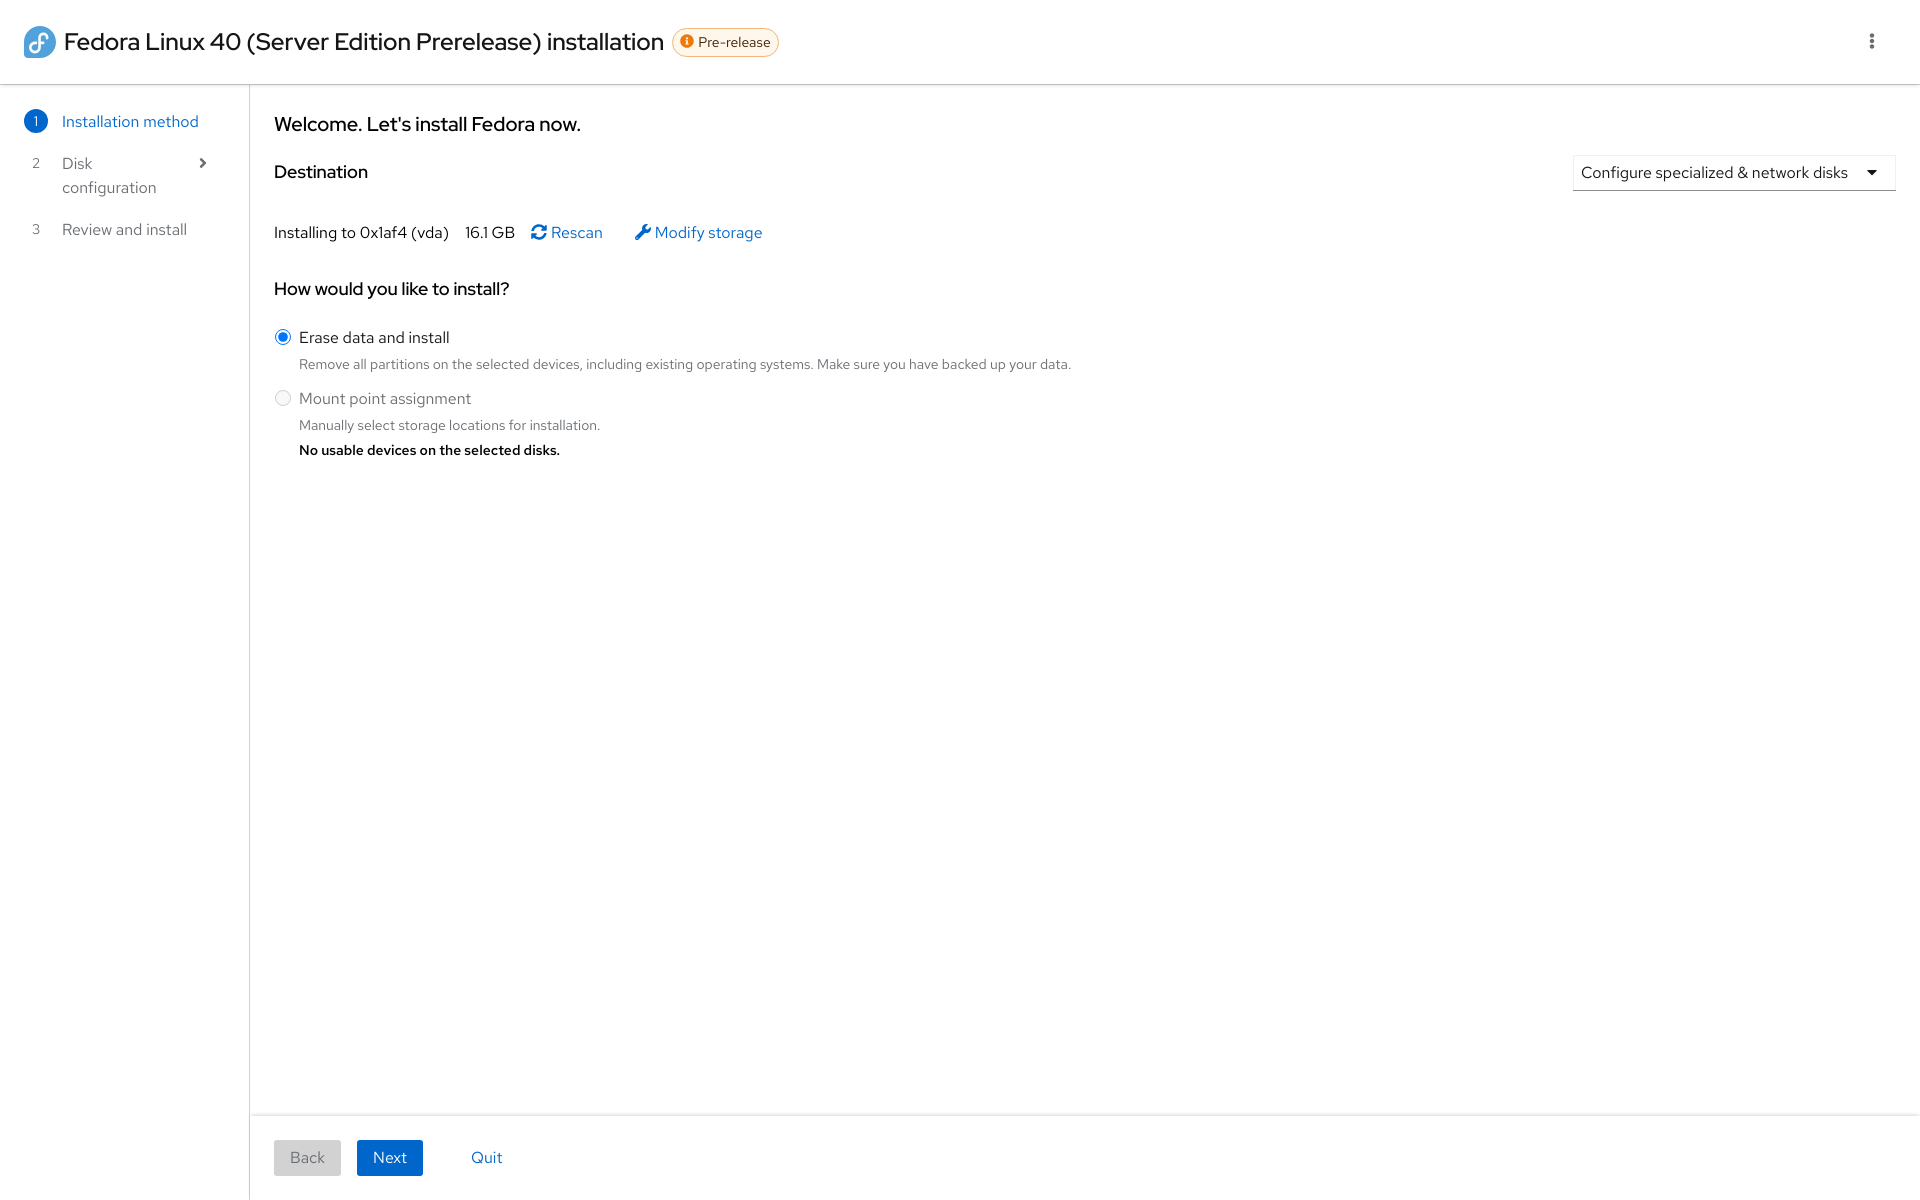 Fedora Linux 40 (Server Edition Prerelease) installation
Pre-release
1 Installation method
2 Disk
configuration
3 Review and install
Welcome. Let's install Fedora now.
Destination
Configure specialized & network disks
Installing to 0x1af4 (vda) 16.1 GB Rescan Modify storage
How would you like to install?
Erase data and install
Remove all partitions on the selected devices, including existing operating systems. Make sure you have backed up your data.
Mount point assignment
Manually select storage locations for installation.
No usable devices on the selected disks.
Back Next Quit